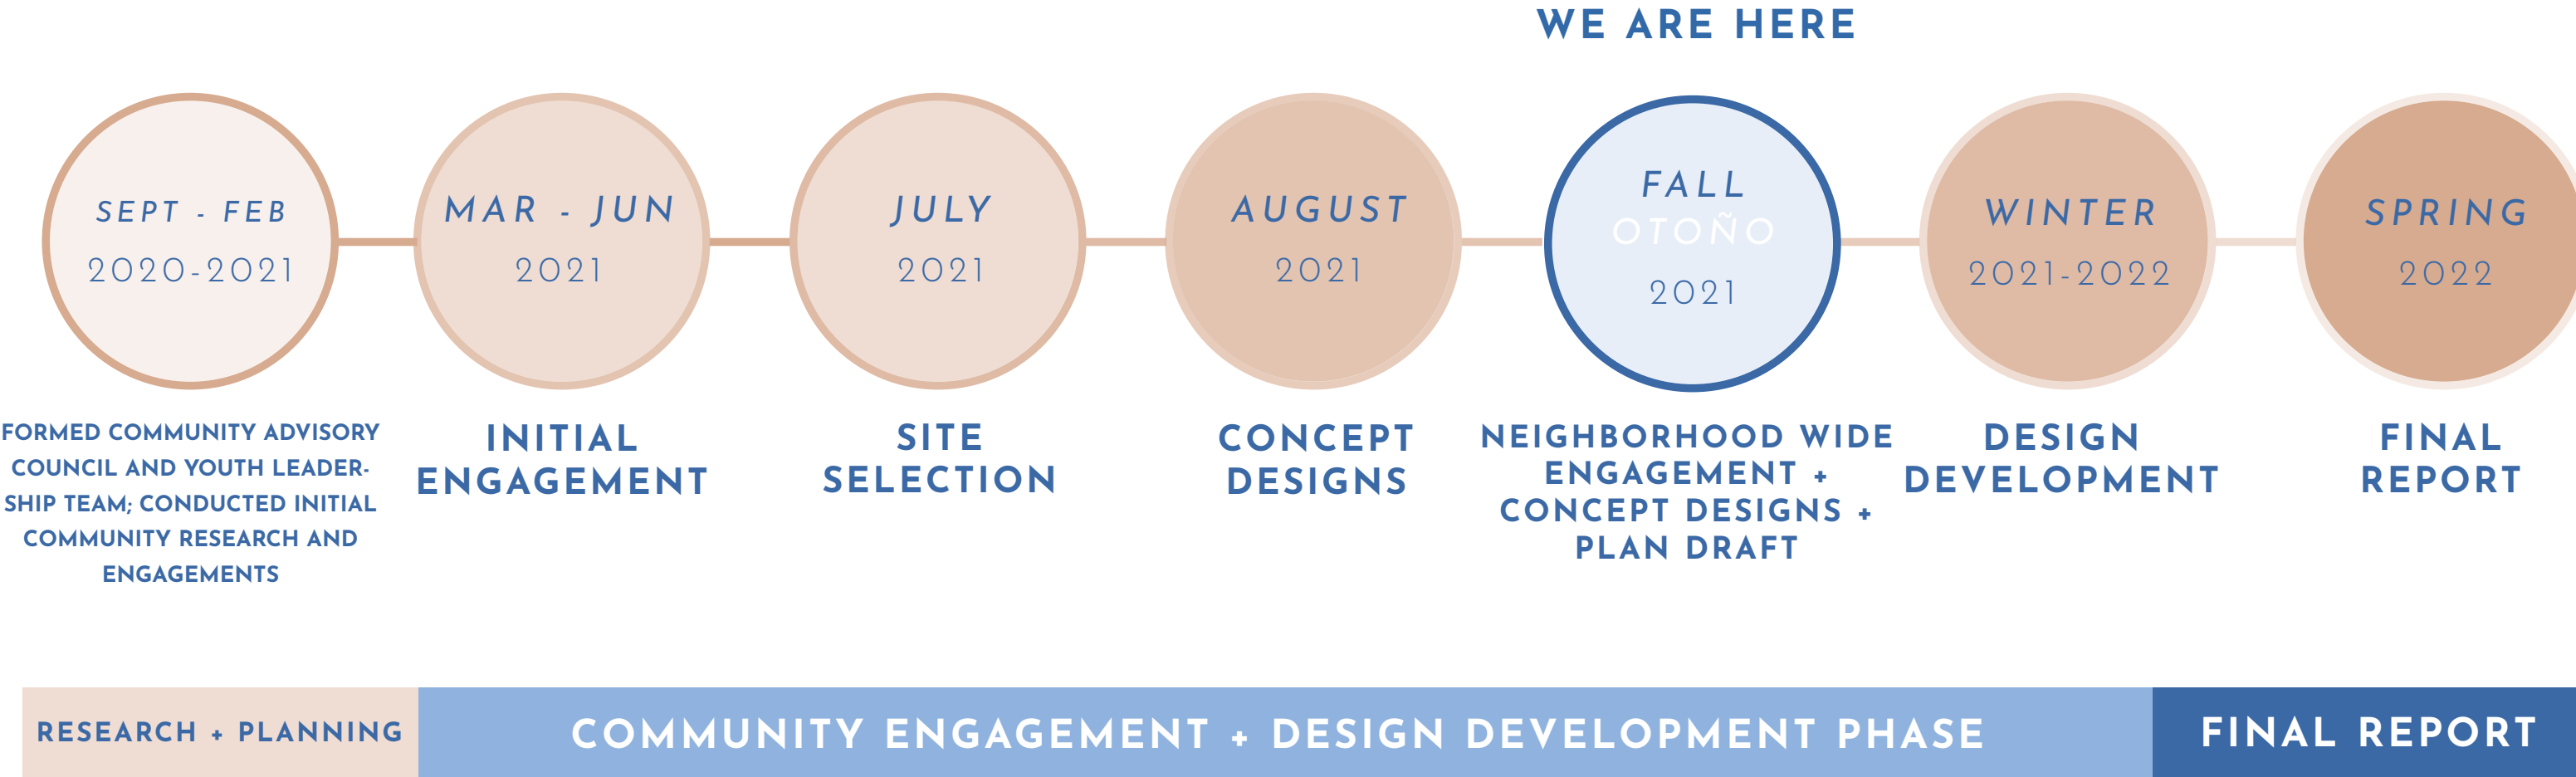 WE ARE HERE
SEPT - FEB
2020-2021
MAR - JUN
2021
JULY
2021
AUGUST
2021
FALL
OTOÑO
2021
WINTER
2021-2022
SPRING
2022
FORMED COMMUNITY ADVISORY
COUNCIL AND YOUTH LEADER-
SHIP TEAM; CONDUCTED INITIAL
COMMUNITY RESEARCH AND
ENGAGEMENTS
INITIAL
ENGAGEMENT
SITE
SELECTION
CONCEPT
DESIGNS
NEIGHBORHOOD WIDE
ENGAGEMENT +
CONCEPT DESIGNS +
PLAN DRAFT
DESIGN
DEVELOPMENT
FINAL
REPORT
RESEARCH + PLANNING
COMMUNITY ENGAGEMENT + DESIGN DEVELOPMENT PHASE
FINAL REPORT